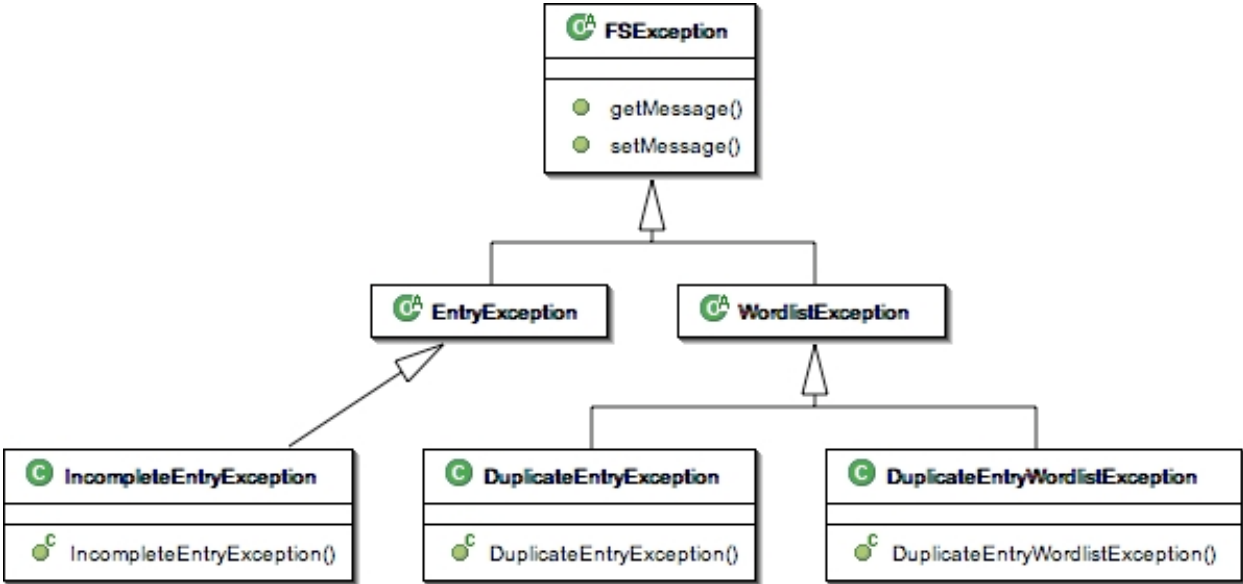 FSException
getMessage()
setMessage()
EntryException
WordlistException
IncompleteEntryException
DuplicateEntryException
DuplicateEntryWordlistException
IncompleteEntryException()
DuplicateEntryException()
DuplicateEntryWordlistException()